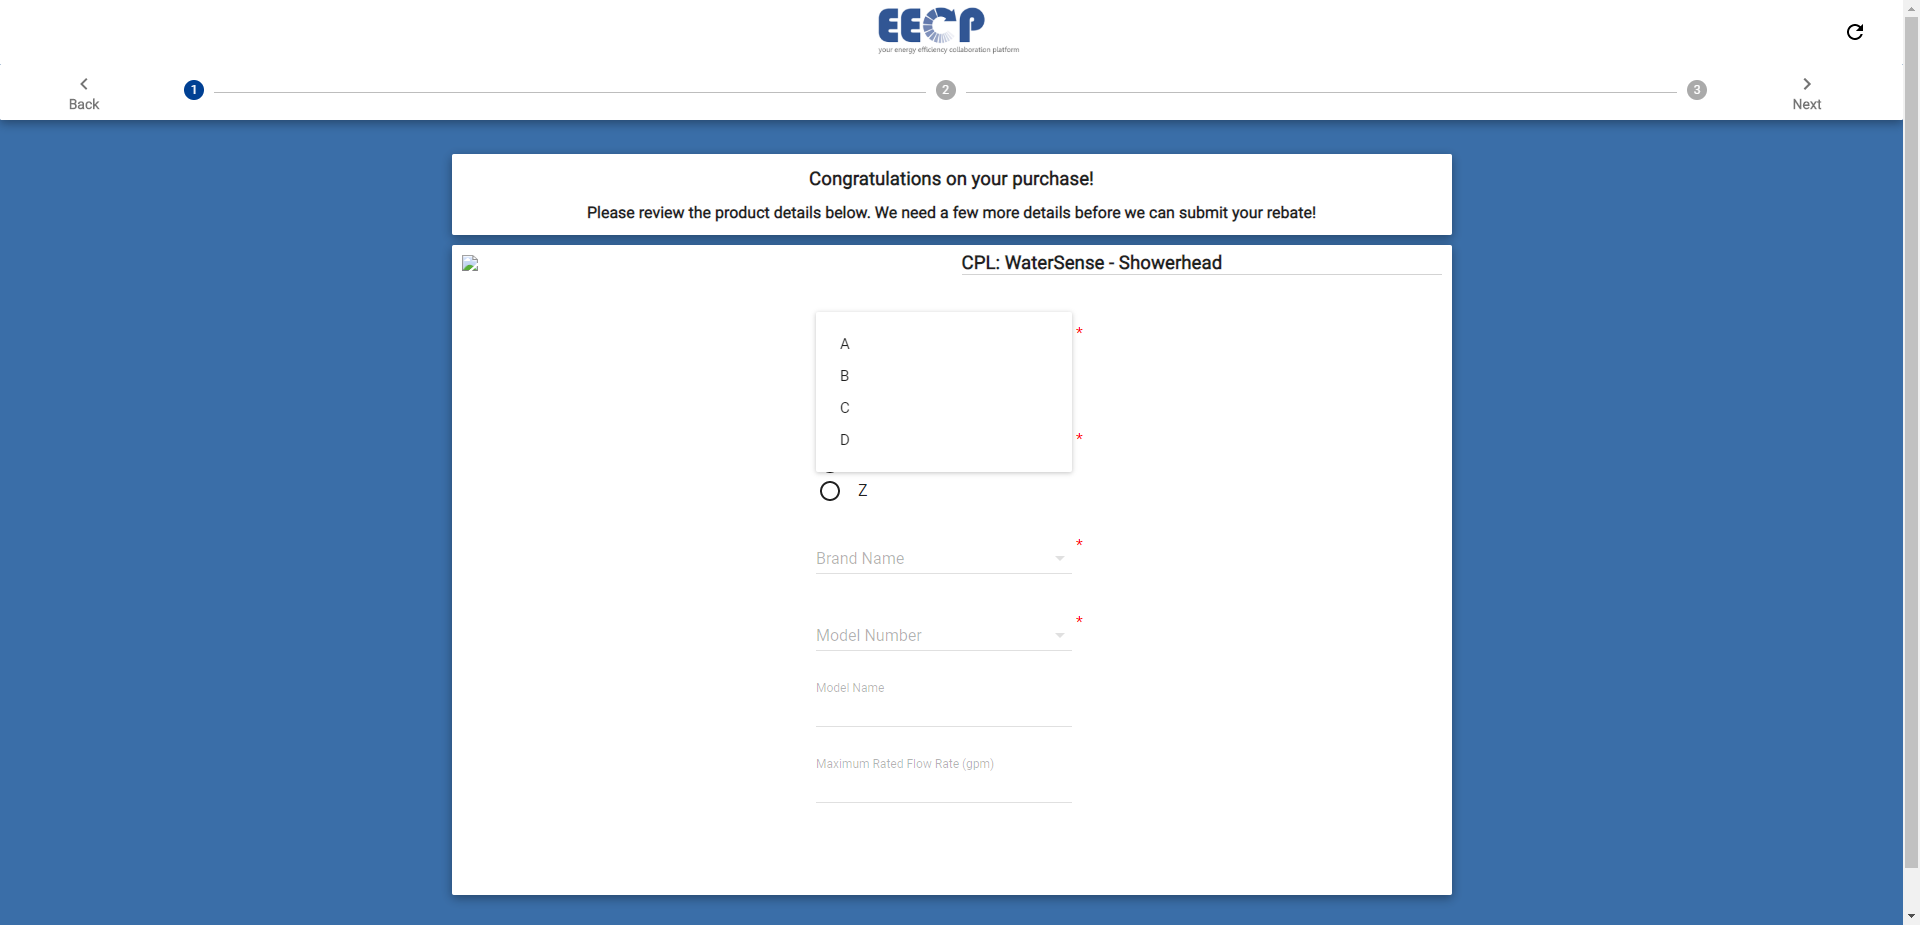 EECP
your energy efficiency collaboration platform
Back
1
2
3
Next
Congratulations on your purchase!
Please review the product details below. We need a few more details before we can submit your rebate!
CPL: WaterSense - Showerhead
A
*
B
C
D
*
Z
Brand Name
*
Model Number
*
Model Name
Maximum Rated Flow Rate (gpm)